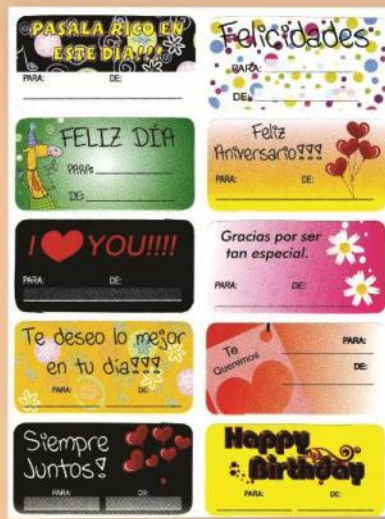 PASALA RICO EN
ESTE DIA!!!
PARA: DE:
Felicidades
PARA:
DE:
FELIZ DÍA
PARA:
DE:
Feliz
Aniversario!!!
PARA: DE:
I ❤ YOU!!!!
PARA: DE:
Gracias por ser
tan especial.
PARA: DE:
Te deseo lo mejor
en tu dia!!!
PARA: DE:
Te
Queremos
PARA:
DE:
Siempre
Juntos!
PARA: DE:
Happy
Birthday
PARA: DE: